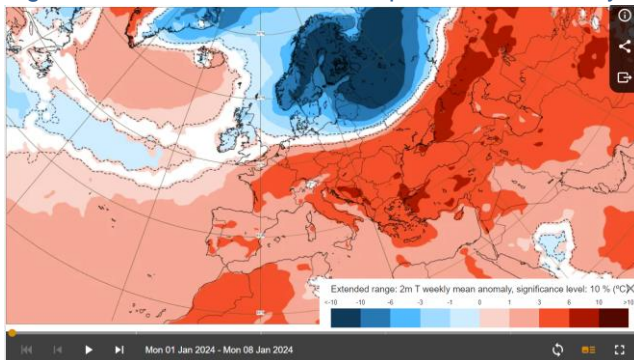 Extended range: 2m T weekly mean anomaly, significance level: 10 % (°C)
<-10 -10 -6 -3 -1 0 1 3 6 10 >10
Mon 01 Jan 2024 - Mon 08 Jan 2024